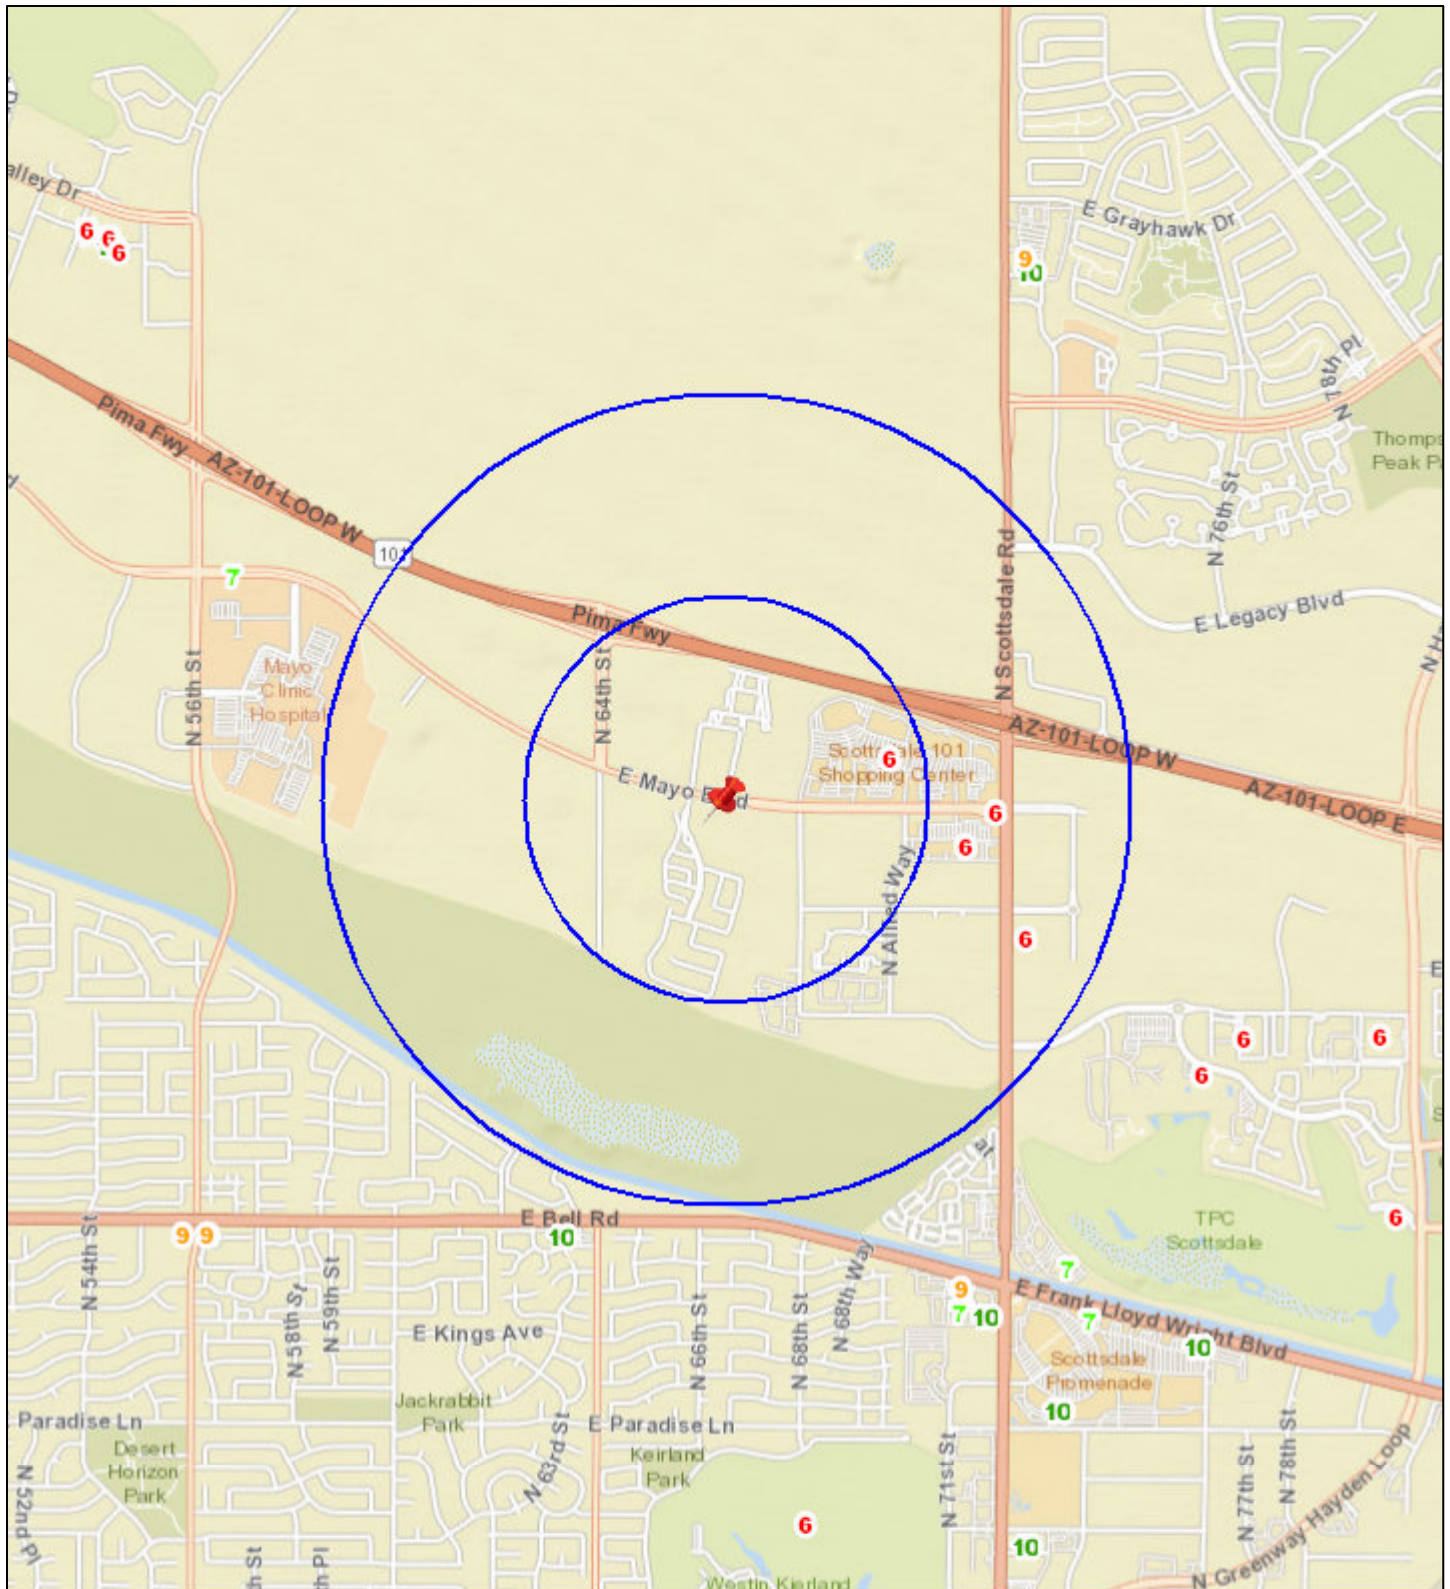 alley Dr
6
6
6
E Grayhawk Dr
9
10
N 78th Pl
Pima Fwy
AZ-101-LOOP W
101
Thomps
Peak Pa
N 76th St
N Scottsdale Rd
7
E Legacy Blvd
Pima Fwy
N 56th St
Mayo
Clinic
Hospital
N 64th St
AZ-101-LOOP W
Scottsdale 101
Shopping Center
6
E Mayo Blvd
AZ-101-LOOP E
6
6
N Allred Way
6
6
6
6
E Bell Rd
9
9
10
TPC
Scottsdale
6
N 54th St
N 58th St
N 59th St
N 66th St
N 68th St
N 68th Way
7
9
7
10
E Frank Lloyd Wright Blvd
7
10
E Kings Ave
Scottsdale
Promenade
Jackrabbit
Park
10
Paradise Ln
E Paradise Ln
Desert
Horizon
Park
Keirland
Park
N 63rd St
N 71st St
N 77th St
N 78th St
N 52nd Pl
6
10
N Greenway Hayden Loop
h St
th Pl
Westin Kierland